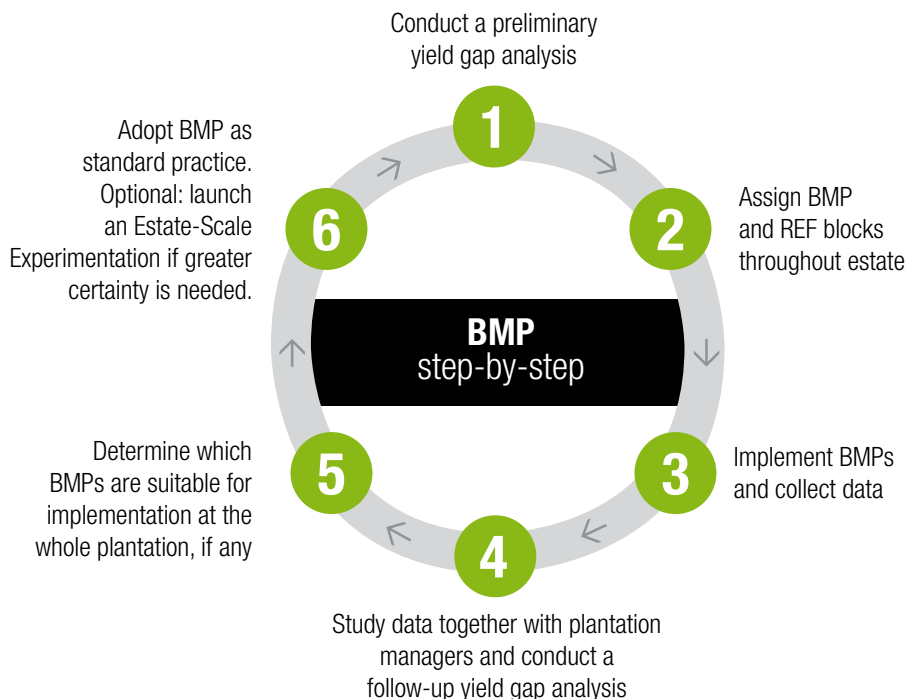 Conduct a preliminary
yield gap analysis
1
Adopt BMP as
standard practice.
Optional: launch
an Estate-Scale
Experimentation if greater
certainty is needed.
6
2
Assign BMP
and REF blocks
throughout estate
BMP
step-by-step
Determine which
BMPs are suitable for
implementation at the
whole plantation, if any
5
3
Implement BMPs
and collect data
4
Study data together with plantation
managers and conduct a
follow-up yield gap analysis